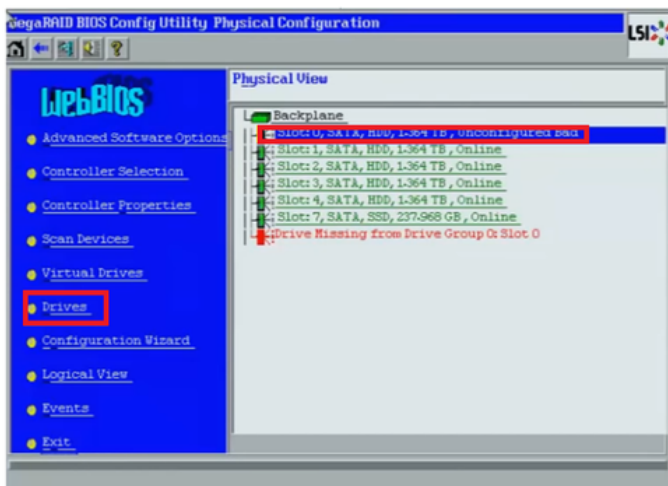 MegaRAID BIOS Config Utility Physical Configuration
LSI
WebBIOS
Advanced Software Options
Controller Selection
Controller Properties
Scan Devices
Virtual Drives
Drives
Configuration Wizard
Logical View
Events
Exit
Physical View
Backplane
Slot: 0, SATA, HDD, 1.364 TB, Unconfigured Bad
Slot: 1, SATA, HDD, 1.364 TB, Online
Slot: 2, SATA, HDD, 1.364 TB, Online
Slot: 3, SATA, HDD, 1.364 TB, Online
Slot: 4, SATA, HDD, 1.364 TB, Online
Slot: 7, SATA, SSD, 237.968 GB, Online
Drive Missing from Drive Group 0: Slot 0